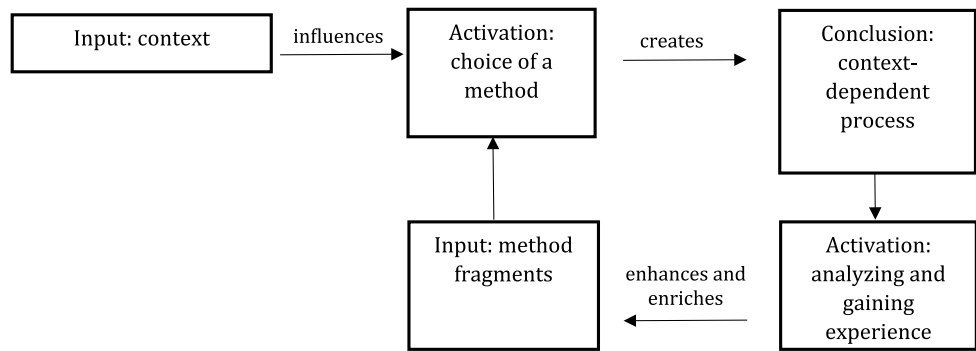 Input: context
influences
Activation:
choice of a
method
creates
Conclusion:
context-
dependent
process
Input: method
fragments
enhances and
enriches
Activation:
analyzing and
gaining
experience